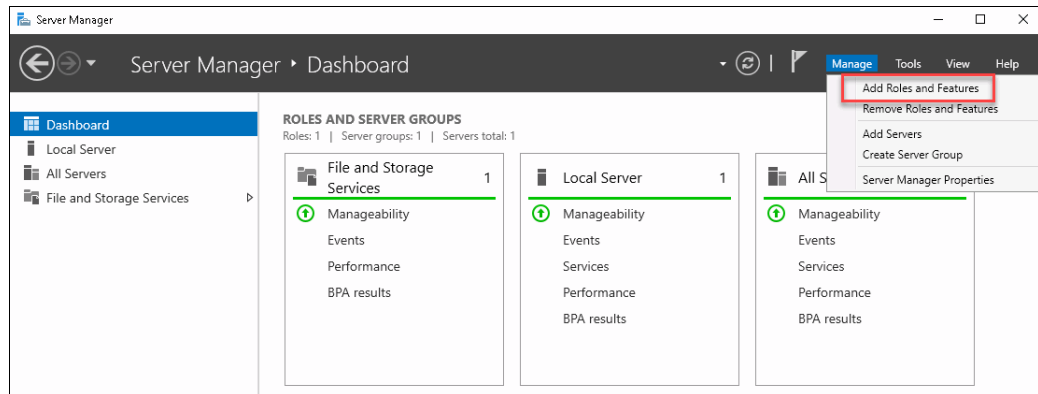 Server Manager
Server Manager ‣ Dashboard
Manage Tools View Help
Add Roles and Features
Remove Roles and Features
Add Servers
Create Server Group
Server Manager Properties
Dashboard
Local Server
All Servers
File and Storage Services
ROLES AND SERVER GROUPS
Roles: 1 | Server groups: 1 | Servers total: 1
File and Storage
Services 1
Manageability
Events
Performance
BPA results
Local Server 1
Manageability
Events
Services
Performance
BPA results
All S
Manageability
Events
Services
Performance
BPA results